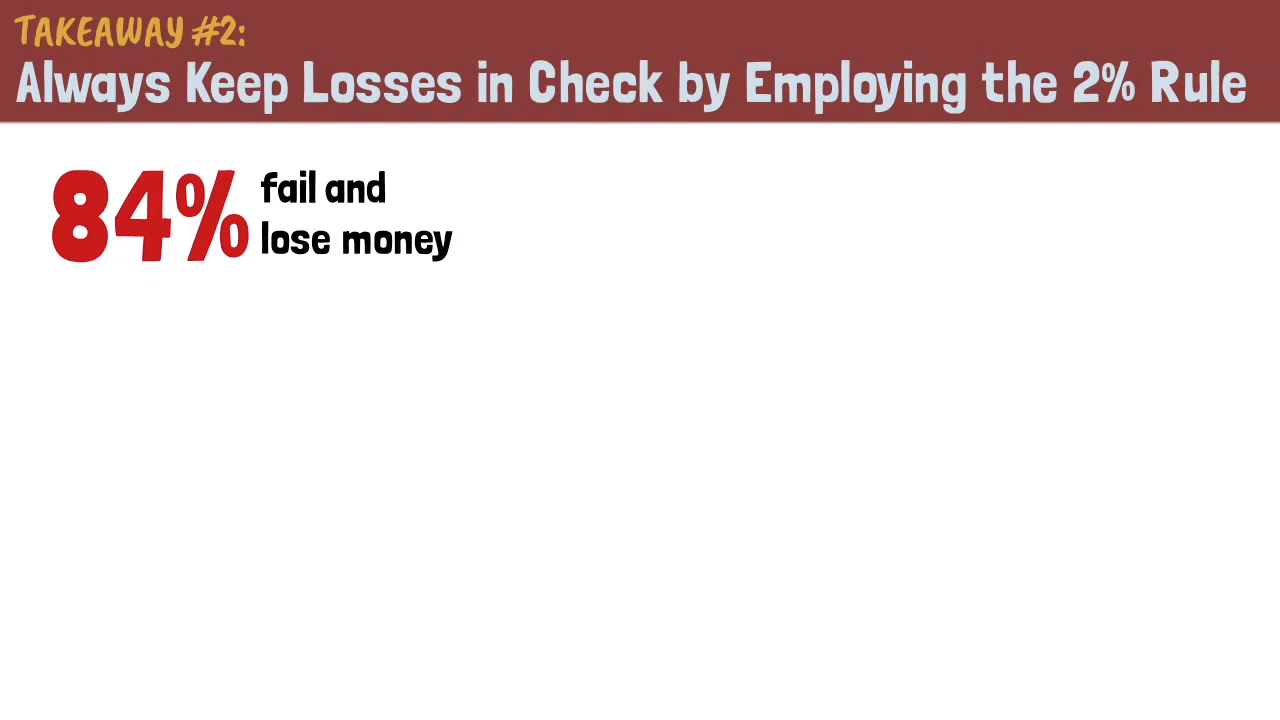 TAKEAWAY #2:
Always Keep Losses in Check by Employing the 2% Rule
84% fail and
lose money